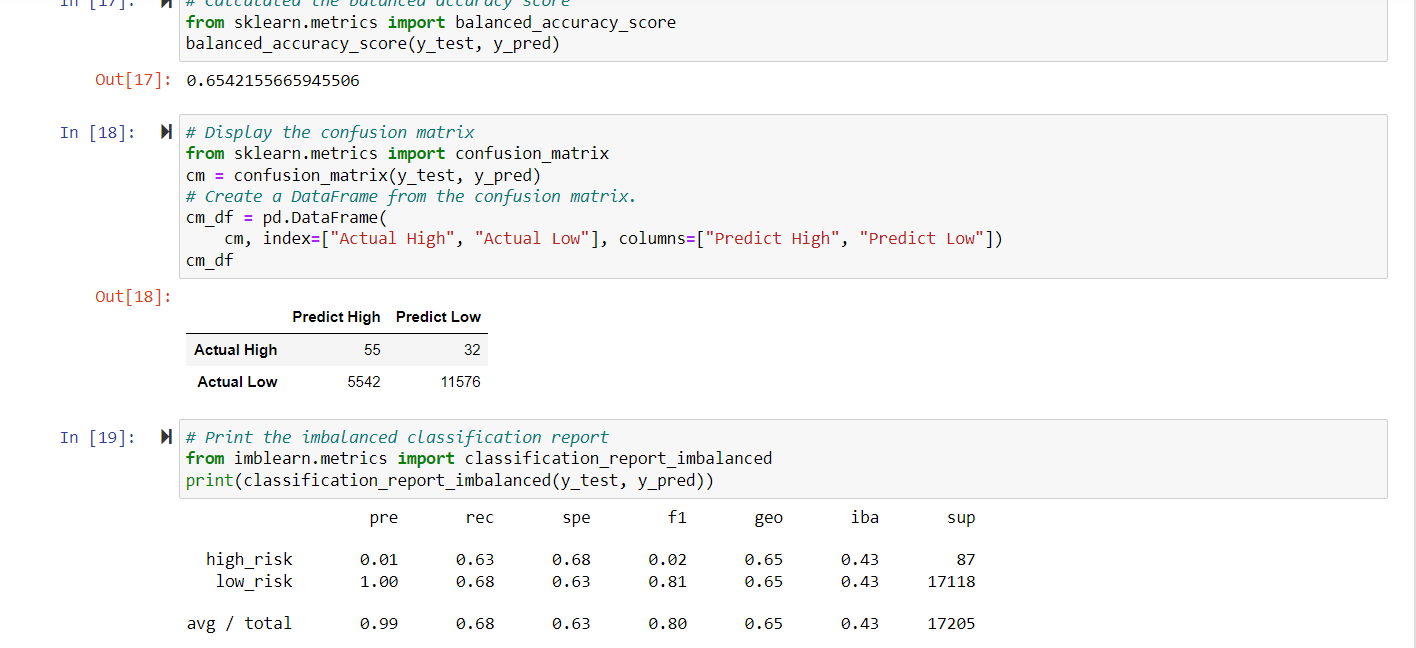 In [17]: # Calculated the balanced accuracy score
from sklearn.metrics import balanced_accuracy_score
balanced_accuracy_score(y_test, y_pred)
Out[17]: 0.6542155665945506
In [18]: # Display the confusion matrix
from sklearn.metrics import confusion_matrix
cm = confusion_matrix(y_test, y_pred)
# Create a DataFrame from the confusion matrix.
cm_df = pd.DataFrame(
    cm, index=["Actual High", "Actual Low"], columns=["Predict High", "Predict Low"])
cm_df
Out[18]:
Predict High Predict Low
Actual High 55 32
Actual Low 5542 11576
In [19]: # Print the imbalanced classification report
from imblearn.metrics import classification_report_imbalanced
print(classification_report_imbalanced(y_test, y_pred))
pre rec spe f1 geo iba sup
high_risk 0.01 0.63 0.68 0.02 0.65 0.43 87
low_risk 1.00 0.68 0.63 0.81 0.65 0.43 17118
avg / total 0.99 0.68 0.63 0.80 0.65 0.43 17205